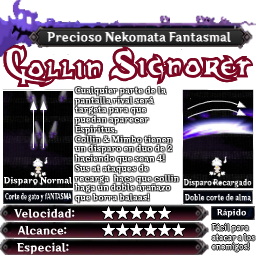 Precioso Nekomata Fantasmal
Collin Signoret
Cualquier parte de la
pantalla rival será
targeta para que
puedan aparecer
Espiritus.
Collin & Mimbo tienen
un disparo en duo de 2
haciendo que sean 4!
Sus at ataques de
recarga hace que collin
haga un doble arañazo
que borra balaas!
Disparo Normal
Corte de gato y FANTASMA
Disparo Recargado
Doble corte de alma
Velocidad: ★★★★★
Rápido
Alcance: ★★★★★★
Especial:
Fácil para
atacar a los
enemigos!